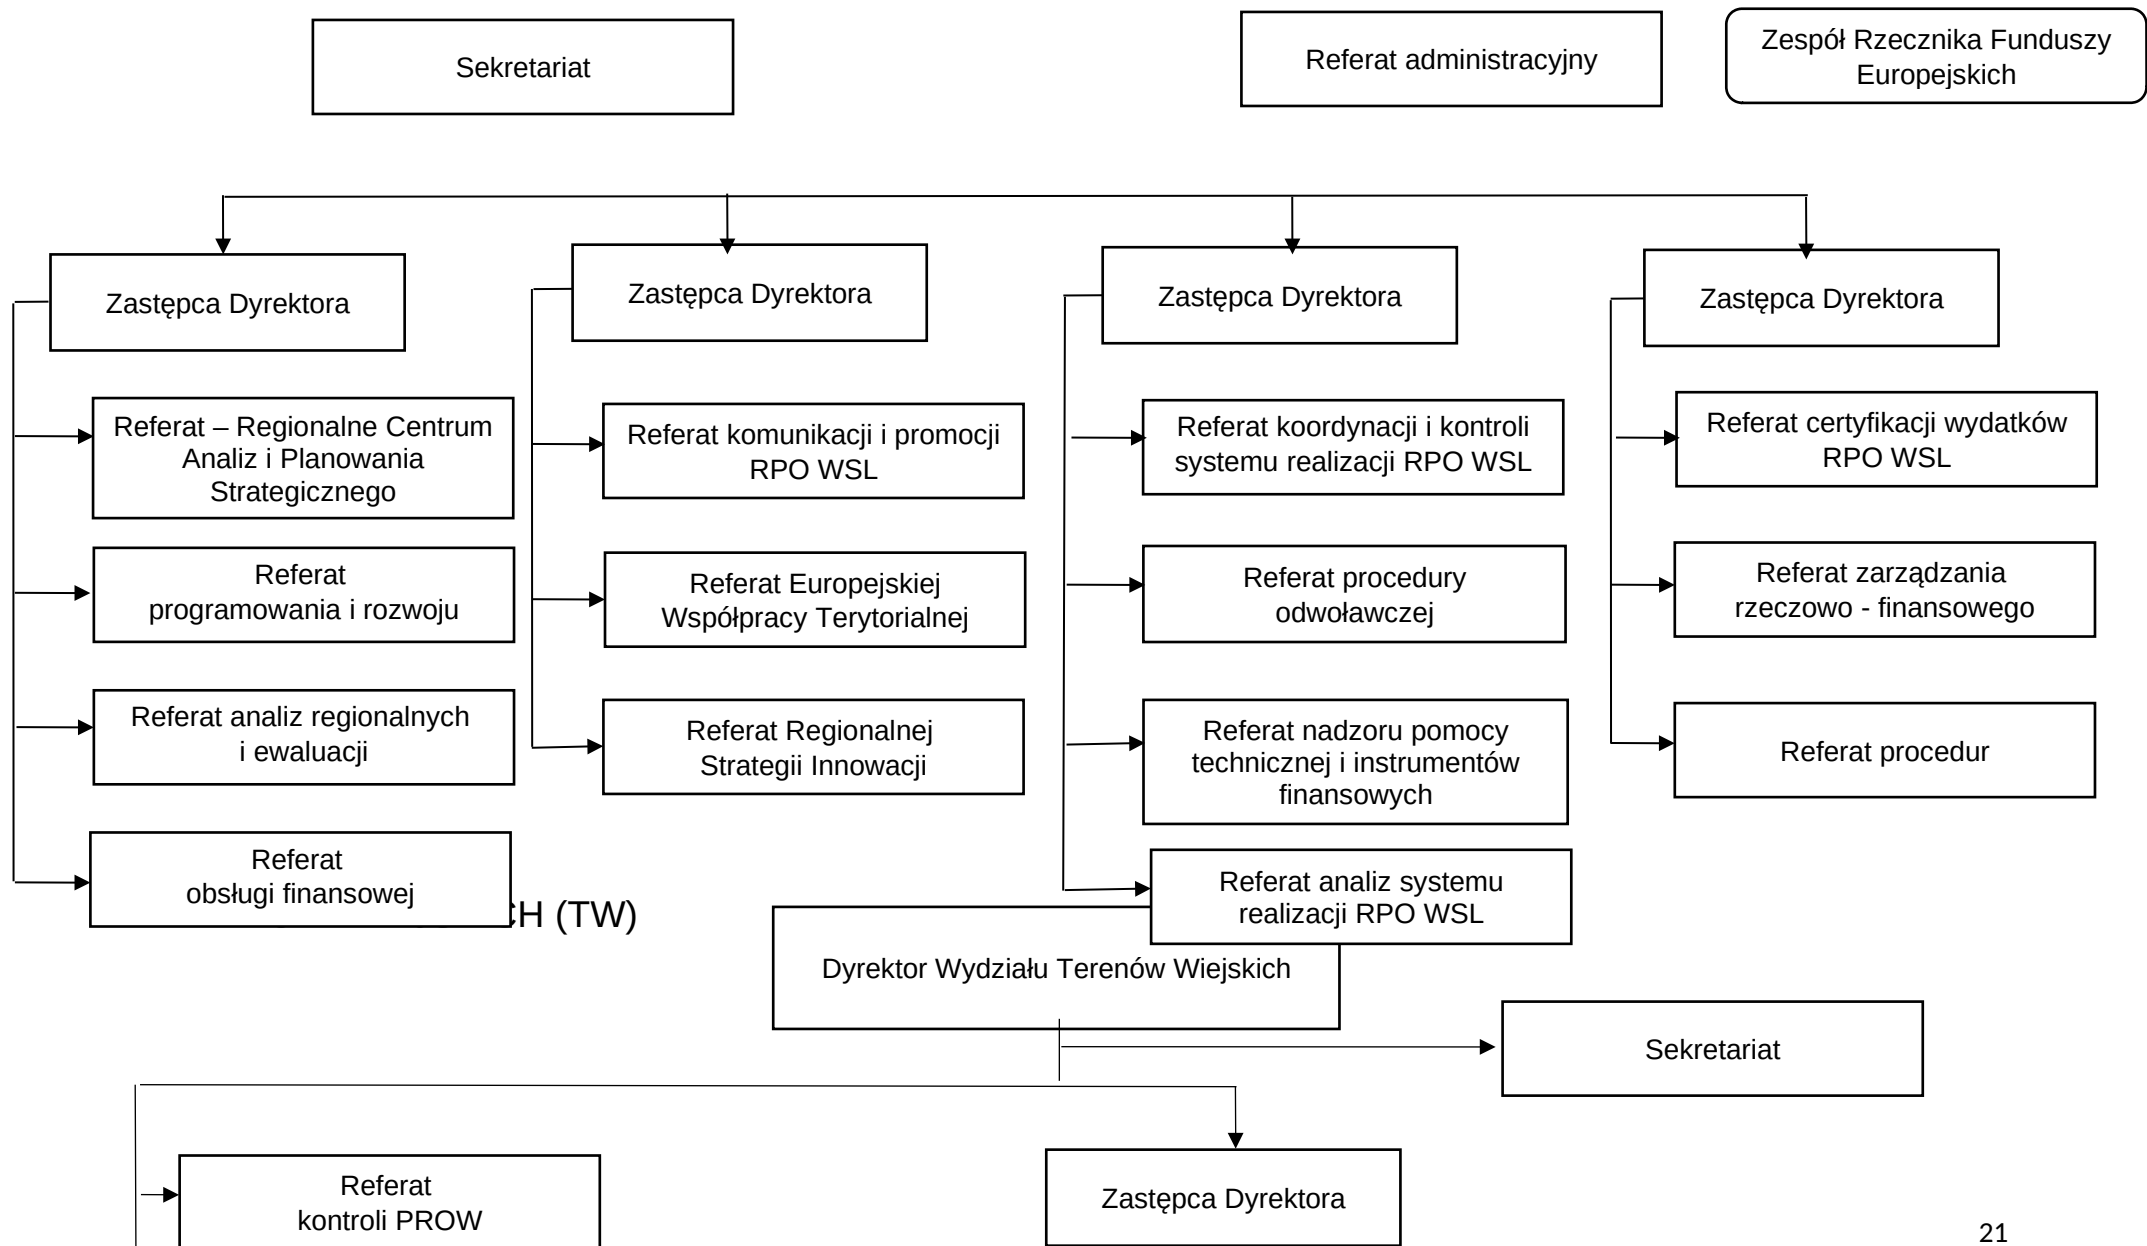 Sekretariat
Referat administracyjny
Zespół Rzecznika Funduszy
Europejskich
Zastępca Dyrektora
Zastępca Dyrektora
Zastępca Dyrektora
Zastępca Dyrektora
Referat – Regionalne Centrum
Analiz i Planowania
Strategicznego
Referat komunikacji i promocji
RPO WSL
Referat koordynacji i kontroli
systemu realizacji RPO WSL
Referat certyfikacji wydatków
RPO WSL
Referat
programowania i rozwoju
Referat Europejskiej
Współpracy Terytorialnej
Referat procedury
odwoławczej
Referat zarządzania
rzeczowo - finansowego
Referat analiz regionalnych
i ewaluacji
Referat Regionalnej
Strategii Innowacji
Referat nadzoru pomocy
technicznej i instrumentów
finansowych
Referat procedur
Referat
obsługi finansowej
(TW)
Referat analiz systemu
realizacji RPO WSL
Dyrektor Wydziału Terenów Wiejskich
Sekretariat
Referat
kontroli PROW
Zastępca Dyrektora
21